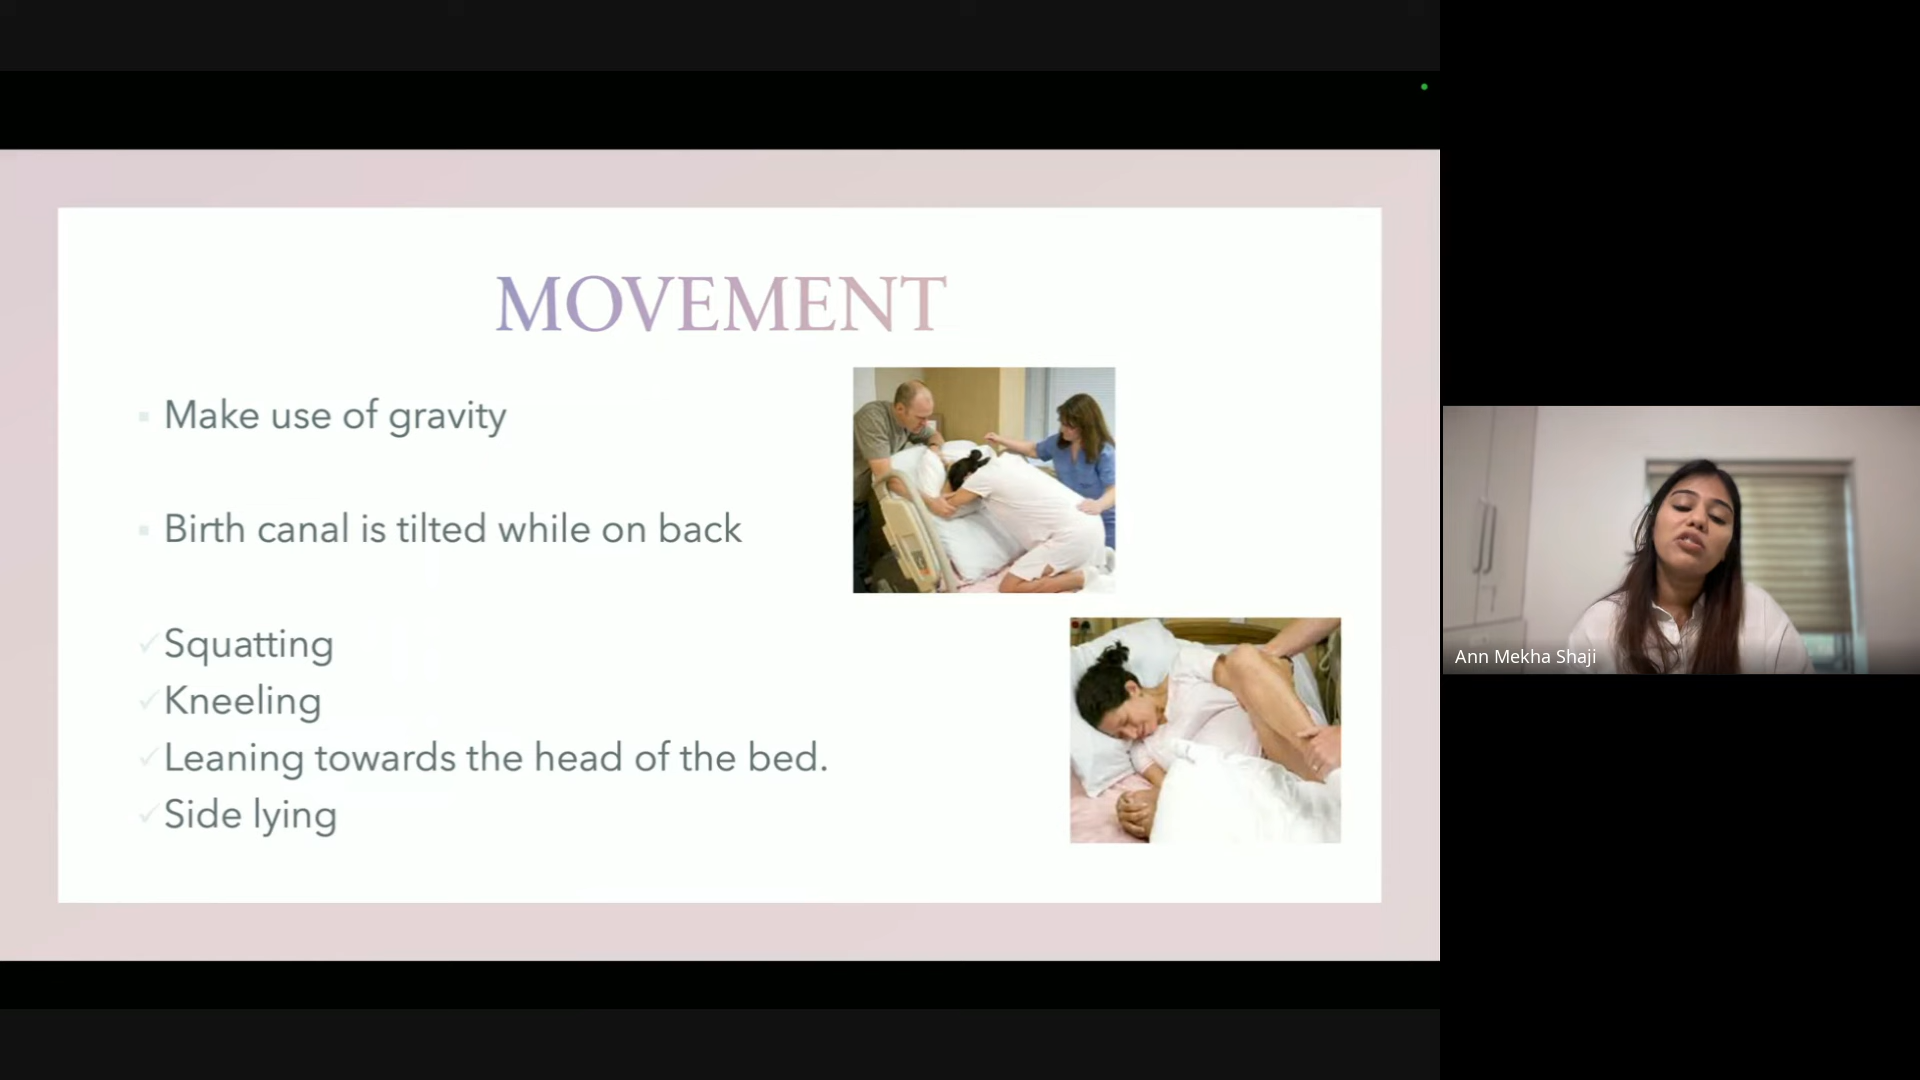 MOVEMENT
Make use of gravity
Birth canal is tilted while on back
Squatting
Kneeling
Leaning towards the head of the bed.
Side lying
Ann Mekha Shaji